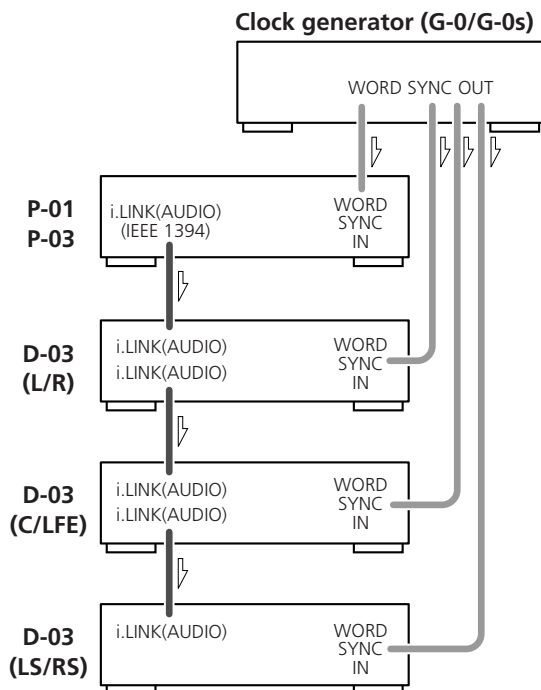 Clock generator (G-0/G-0s)
WORD SYNC OUT
P-01
P-03
i.LINK(AUDIO)
(IEEE 1394)
WORD
SYNC
IN
D-03
(L/R)
i.LINK(AUDIO)
i.LINK(AUDIO)
WORD
SYNC
IN
D-03
(C/LFE)
i.LINK(AUDIO)
i.LINK(AUDIO)
WORD
SYNC
IN
D-03
(LS/RS)
i.LINK(AUDIO)
WORD
SYNC
IN